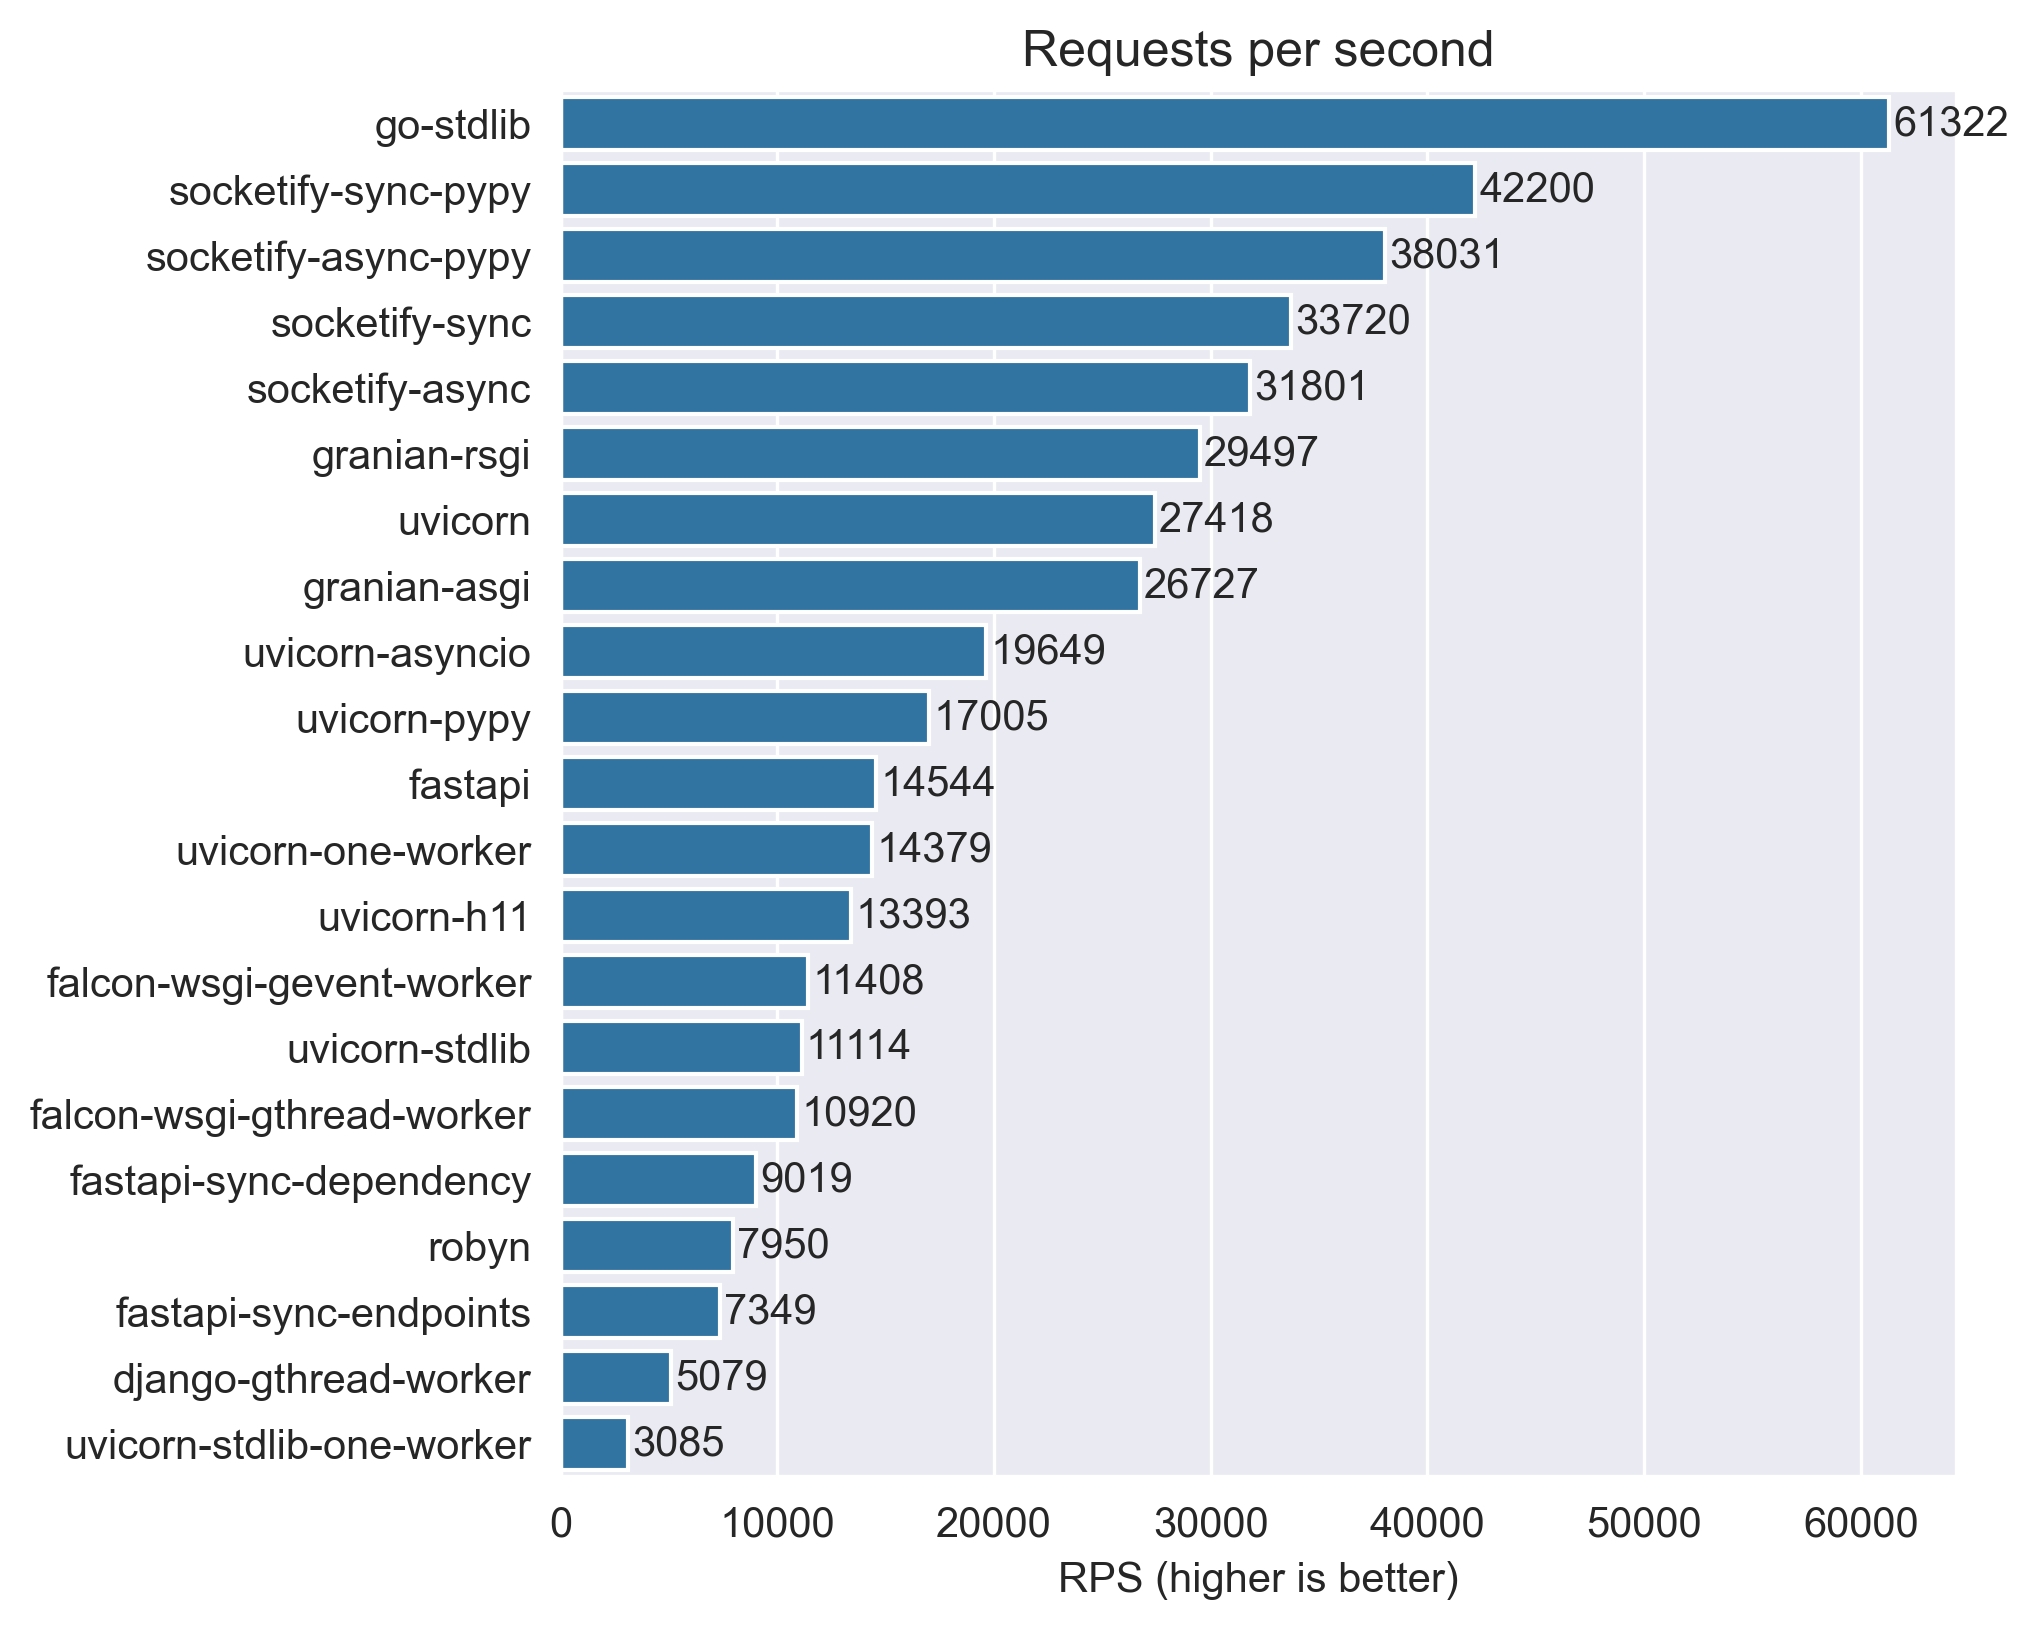 Requests per second
go-stdlib 61322
socketify-sync-pypy 42200
socketify-async-pypy 38031
socketify-sync 33720
socketify-async 31801
granian-rsgi 29497
uvicorn 27418
granian-asgi 26727
uvicorn-asyncio 19649
uvicorn-pypy 17005
fastapi 14544
uvicorn-one-worker 14379
uvicorn-h11 13393
falcon-wsgi-gevent-worker 11408
uvicorn-stdlib 11114
falcon-wsgi-gthread-worker 10920
fastapi-sync-dependency 9019
robyn 7950
fastapi-sync-endpoints 7349
django-gthread-worker 5079
uvicorn-stdlib-one-worker 3085
0 10000 20000 30000 40000 50000 60000
RPS (higher is better)